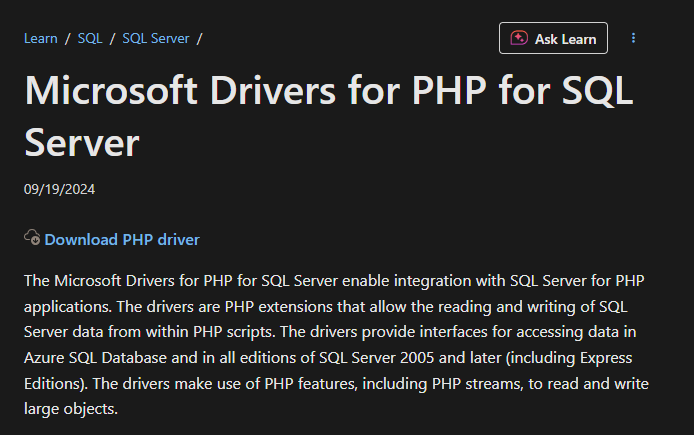 Learn / SQL / SQL Server /
Ask Learn
Microsoft Drivers for PHP for SQL
Server
09/19/2024
Download PHP driver
The Microsoft Drivers for PHP for SQL Server enable integration with SQL Server for PHP
applications. The drivers are PHP extensions that allow the reading and writing of SQL
Server data from within PHP scripts. The drivers provide interfaces for accessing data in
Azure SQL Database and in all editions of SQL Server 2005 and later (including Express
Editions). The drivers make use of PHP features, including PHP streams, to read and write
large objects.